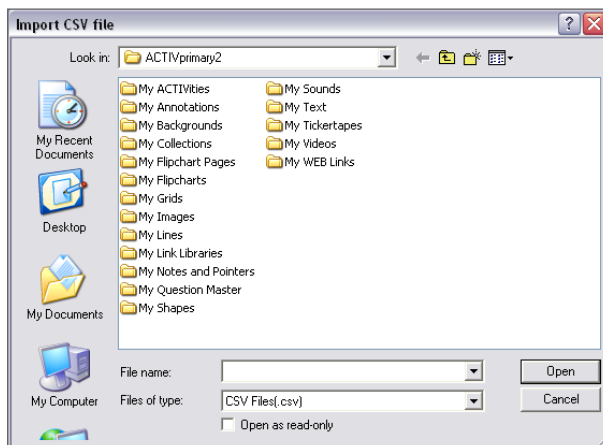 Import CSV file
Look in: ACTIVprimary2
My Recent
Documents
Desktop
My Documents
My Computer
My ACTIVities
My Annotations
My Backgrounds
My Collections
My Flipchart Pages
My Flipcharts
My Grids
My Images
My Lines
My Link Libraries
My Notes and Pointers
My Question Master
My Shapes
My Sounds
My Text
My Tickertapes
My Videos
My WEB Links
File name: Open
Files of type: CSV Files(.csv) Cancel
Open as read-only